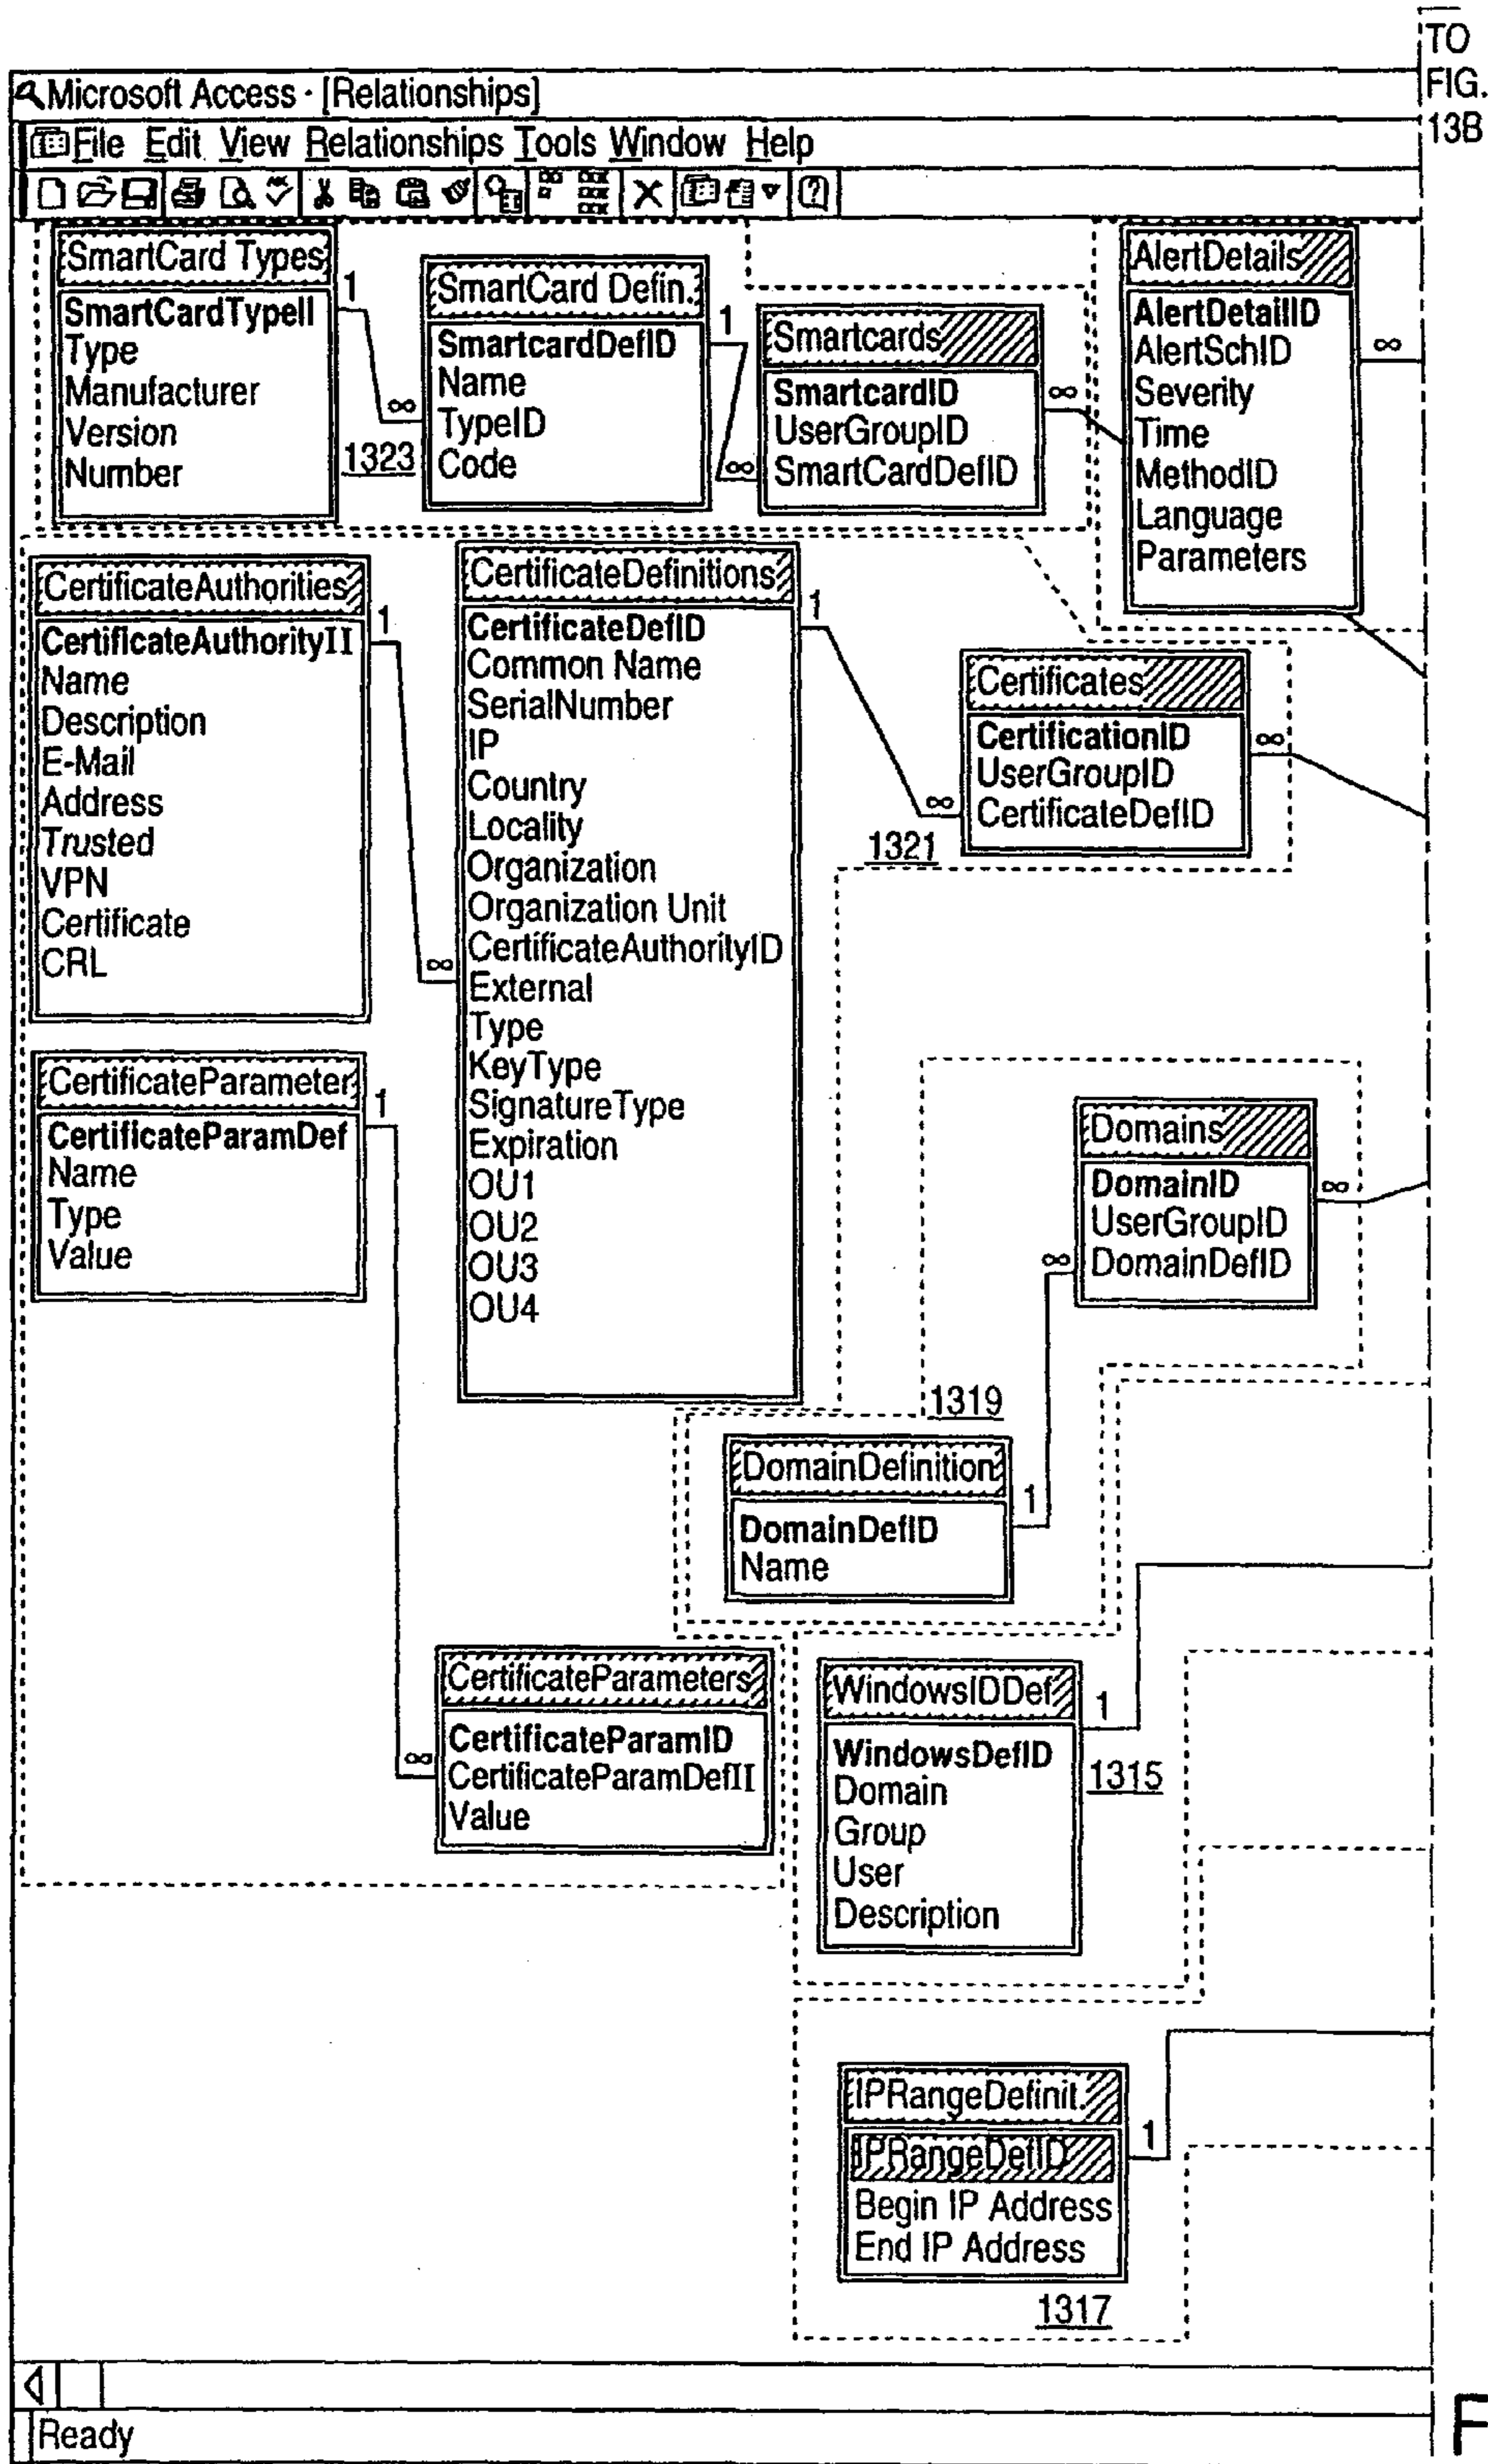 TO
FIG.
13B
Microsoft Access · [Relationships]
File Edit View Relationships Tools Window Help
SmartCard Types
SmartCardTypeII
Type
Manufacturer
Version
Number
1
∞
1323
SmartCard Defin.
SmartcardDefID
Name
TypeID
Code
1
∞
Smartcards
SmartcardID
UserGroupID
SmartCardDefID
∞
AlertDetails
AlertDetailID
AlertSchID
Severity
Time
MethodID
Language
Parameters
∞
CertificateAuthorities
CertificateAuthorityII
Name
Description
E-Mail
Address
Trusted
VPN
Certificate
CRL
1
∞
CertificateDefinitions
CertificateDefID
Common Name
SerialNumber
IP
Country
Locality
Organization
Organization Unit
CertificateAuthorityID
External
Type
KeyType
SignatureType
Expiration
OU1
OU2
OU3
OU4
1
∞
1321
Certificates
CertificationID
UserGroupID
CertificateDefID
∞
CertificateParameter
CertificateParamDef
Name
Type
Value
1
∞
Domains
DomainID
UserGroupID
DomainDefID
∞
∞
1319
DomainDefinition
DomainDefID
Name
1
CertificateParameters
CertificateParamID
CertificateParamDefII
Value
WindowsIDDef
WindowsDefID
Domain
Group
User
Description
1
1315
IPRangeDefinit.
IPRangeDefID
Begin IP Address
End IP Address
1
1317
Ready
F